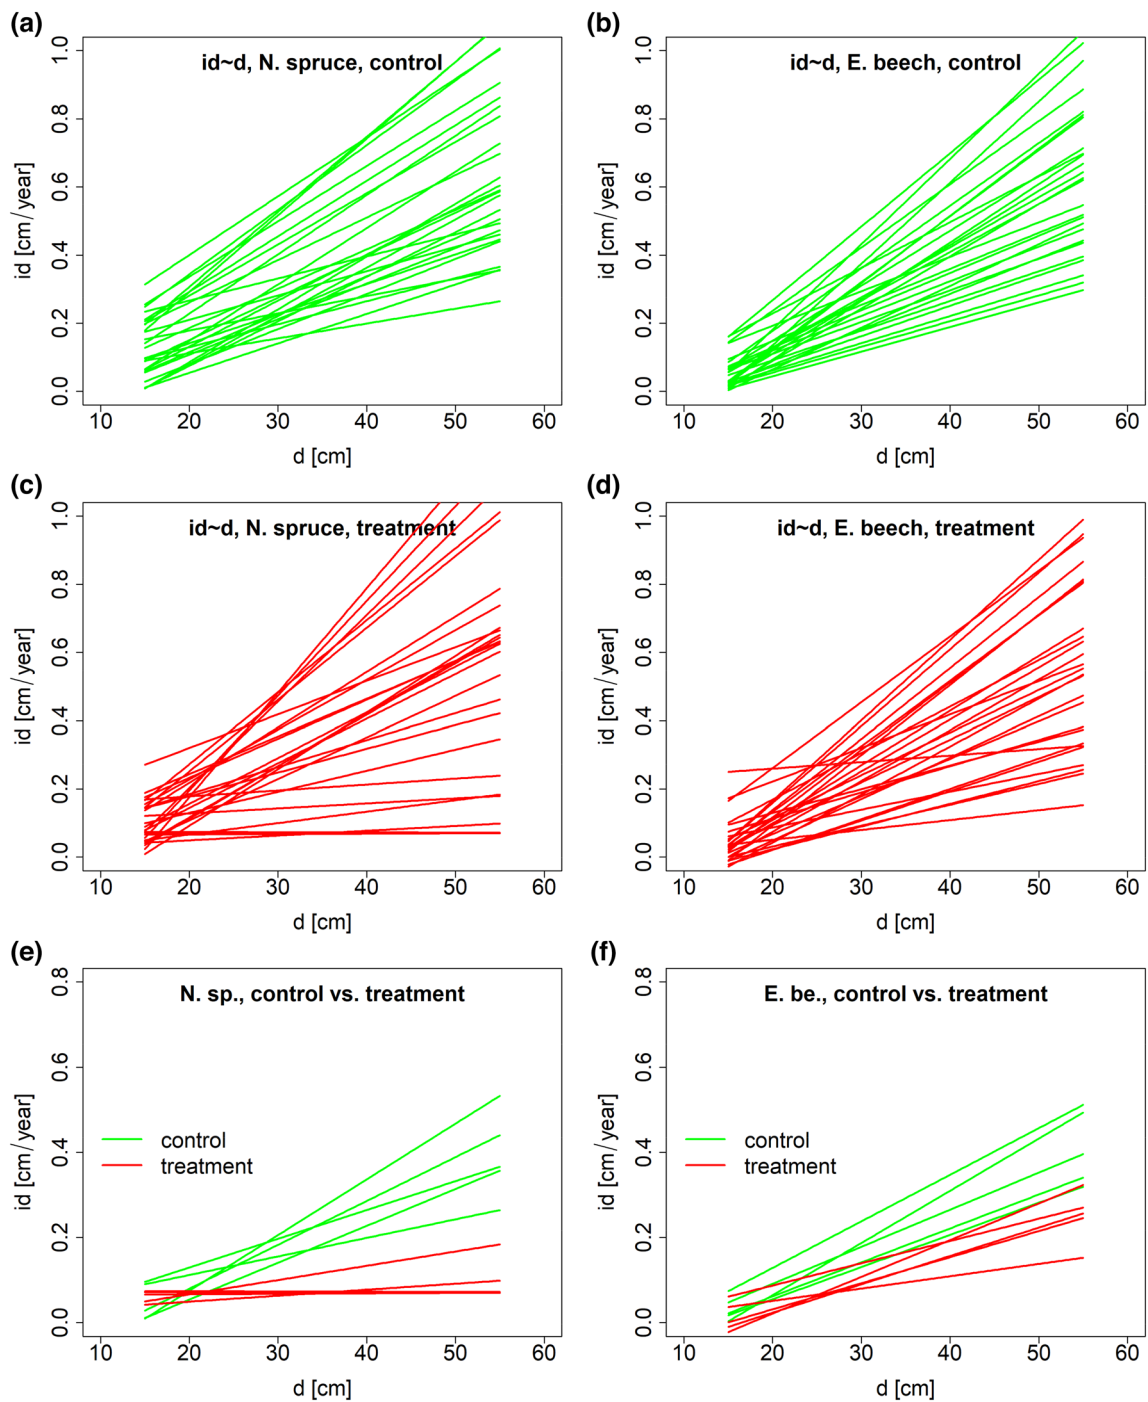 (a)
id~d, N. spruce, control
id [cm/year]
1.0
0.8
0.6
0.4
0.2
0.0
10 20 30 40 50 60
d [cm]
(b)
id~d, E. beech, control
id [cm/year]
1.0
0.8
0.6
0.4
0.2
0.0
10 20 30 40 50 60
d [cm]
(c)
id~d, N. spruce, treatment
id [cm/year]
1.0
0.8
0.6
0.4
0.2
0.0
10 20 30 40 50 60
d [cm]
(d)
id~d, E. beech, treatment
id [cm/year]
1.0
0.8
0.6
0.4
0.2
0.0
10 20 30 40 50 60
d [cm]
(e)
N. sp., control vs. treatment
id [cm/year]
0.8
0.6
0.4
0.2
0.0
control
treatment
10 20 30 40 50 60
d [cm]
(f)
E. be., control vs. treatment
id [cm/year]
0.8
0.6
0.4
0.2
0.0
control
treatment
10 20 30 40 50 60
d [cm]